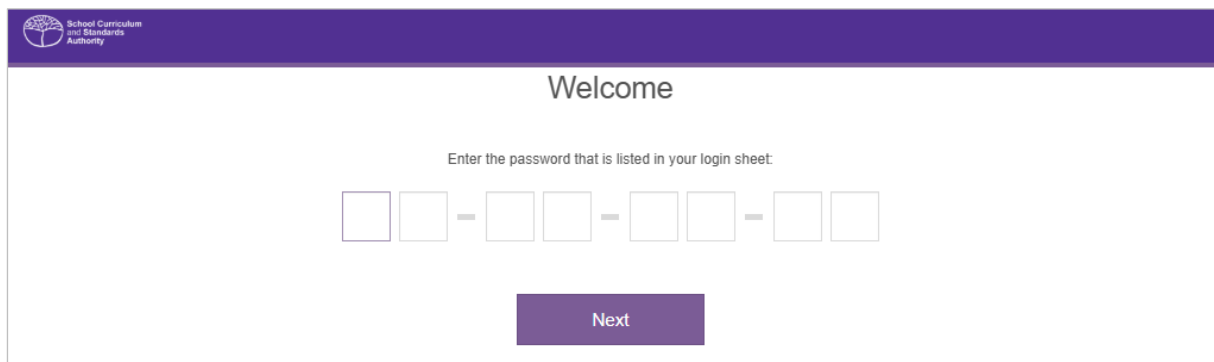 School Curriculum
and Standards
Authority
Welcome
Enter the password that is listed in your login sheet:
Next